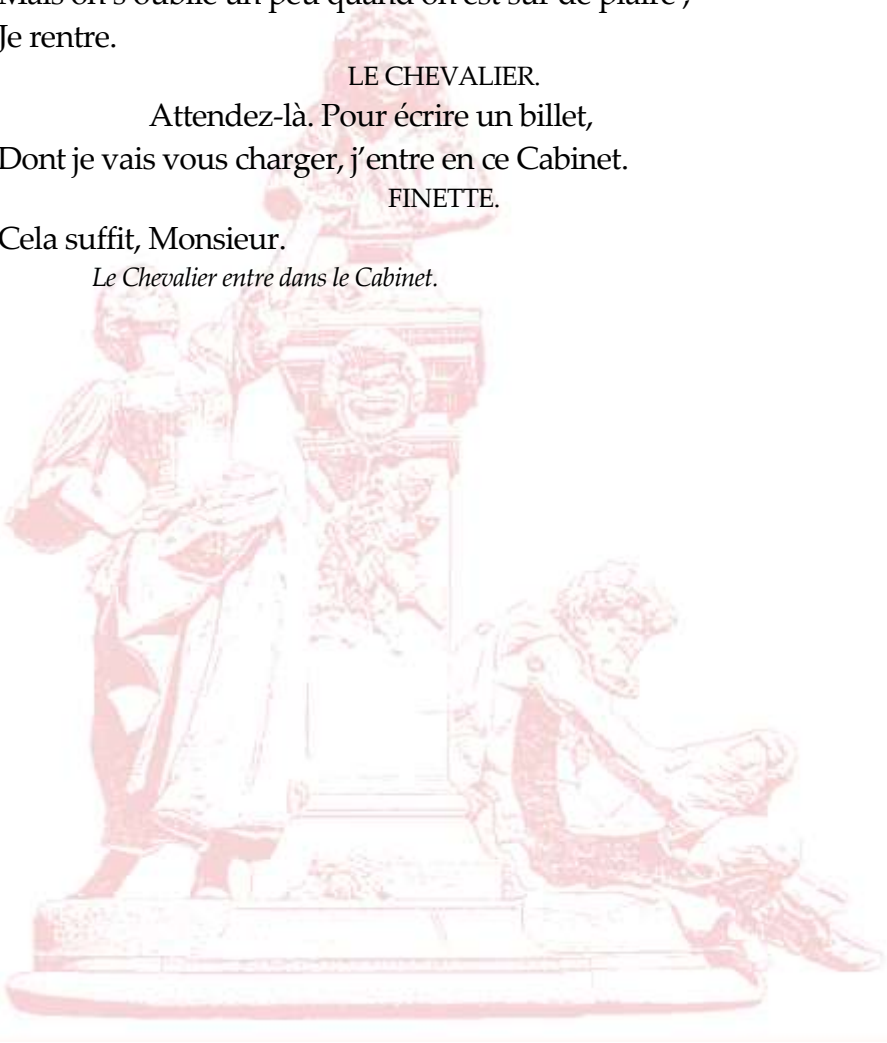 Mais on s'oublie un peu quand on est sûr de plaire ;
Je rentre.
LE CHEVALIER.
Attendez-là. Pour écrire un billet,
Dont je vais vous charger, j'entre en ce Cabinet.
FINETTE.
Cela suffit, Monsieur.
Le Chevalier entre dans le Cabinet.